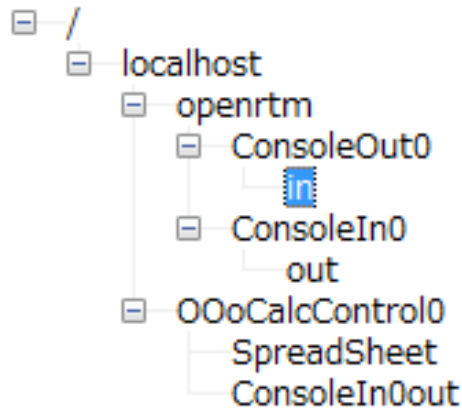 /
localhost
openrtm
ConsoleOut0
in
ConsoleIn0
out
OOoCalcControl0
SpreadSheet
ConsoleIn0out